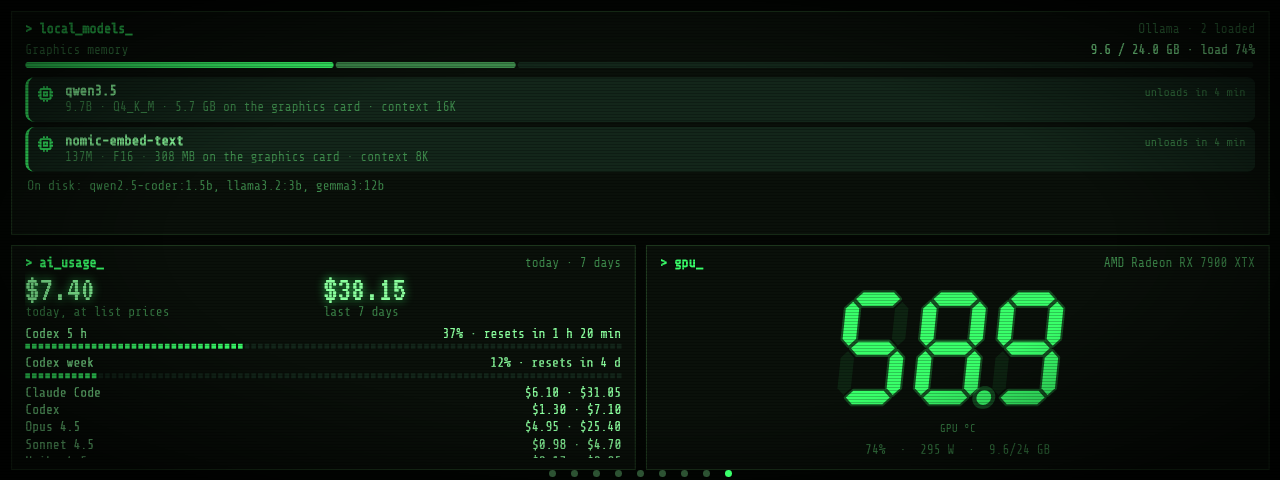 > local_models_
Ollama · 2 loaded
Graphics memory
9.6 / 24.0 GB · load 74%
qwen3.5
unloads in 4 min
9.7B · Q4_K_M · 5.7 GB on the graphics card · context 16K
nomic-embed-text
unloads in 4 min
137M · F16 · 308 MB on the graphics card · context 8K
On disk: qwen2.5-coder:1.5b, llama3.2:3b, gemma3:12b
> ai_usage_
today · 7 days
$7.40
$38.15
today, at list prices
last 7 days
Codex 5 h
37% · resets in 1 h 20 min
Codex week
12% · resets in 4 d
Claude Code
$6.10 · $31.05
Codex
$1.30 · $7.10
Opus 4.5
$4.95 · $25.40
Sonnet 4.5
$0.98 · $4.70
> gpu_
AMD Radeon RX 7900 XTX
58.9
GPU °C
74% · 295 W · 9.6/24 GB